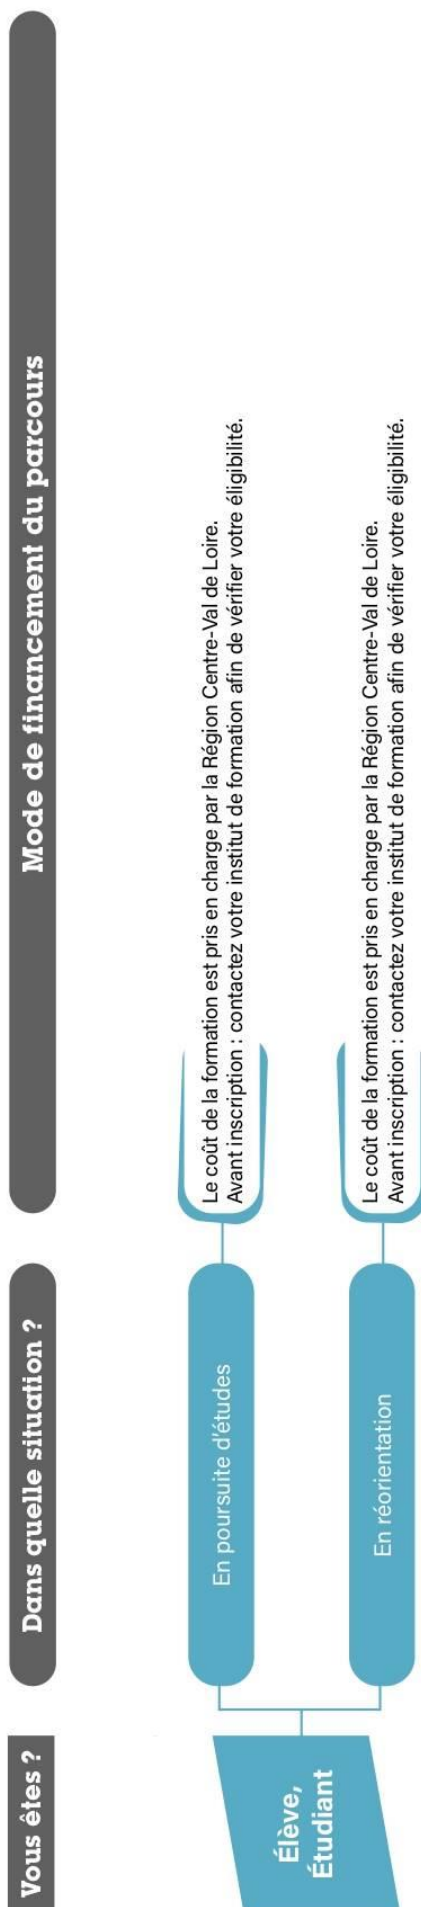 Vous êtes ?
Dans quelle situation ?
Mode de financement du parcours
Élève,
Étudiant
En poursuite d'études
Le coût de la formation est pris en charge par la Région Centre-Val de Loire.
Avant inscription : contactez votre institut de formation afin de vérifier votre éligibilité.
En réorientation
Le coût de la formation est pris en charge par la Région Centre-Val de Loire.
Avant inscription : contactez votre institut de formation afin de vérifier votre éligibilité.